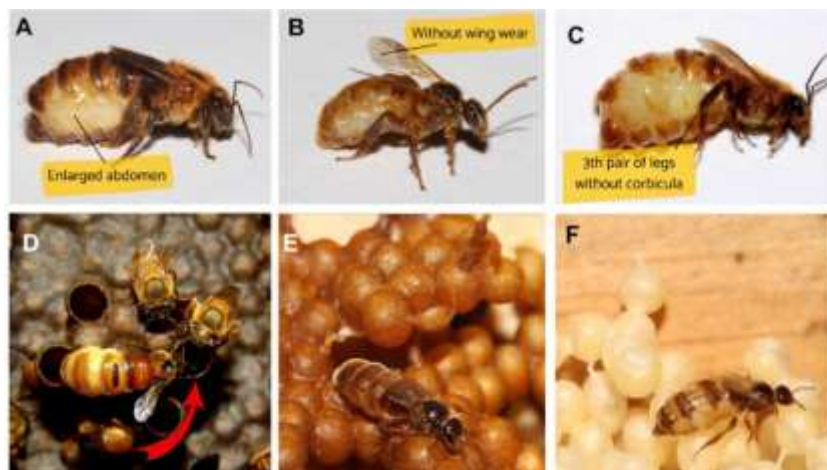 A
B
Without wing wear
C
Enlarged abdomen
3th pair of legs
without corbicula
D
E
F